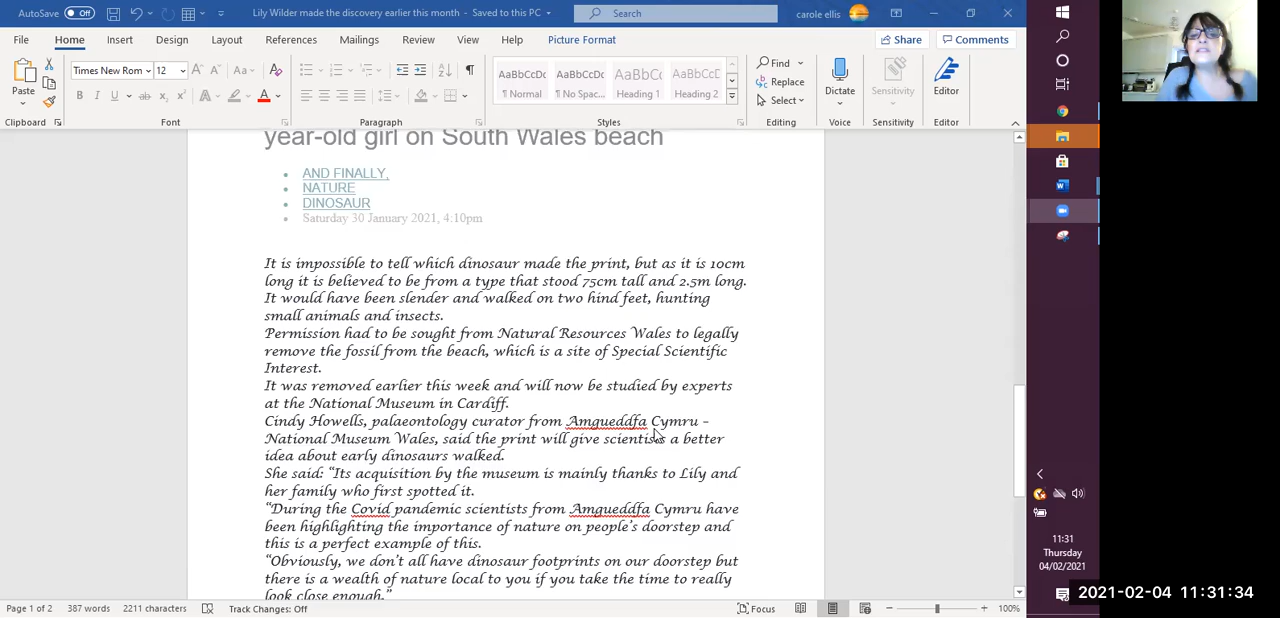 AutoSave Off Lily Wilder made the discovery earlier this month - Saved to this PC Search carole ellis
File Home Insert Design Layout References Mailings Review View Help Picture Format Share Comments
Paste Times New Rom 12 Aa AaBbCcDc AaBbCcDc AaBbCc AaBbCcD Find
B I U ab x x A A ¶ Normal ¶ No Spac... Heading 1 Heading 2 Replace Dictate Sensitivity Editor
Select
Clipboard Font Paragraph Styles Editing Voice Sensitivity Editor
year-old girl on South Wales beach
AND FINALLY,
NATURE
DINOSAUR
Saturday 30 January 2021, 4:10pm
It is impossible to tell which dinosaur made the print, but as it is 10cm
long it is believed to be from a type that stood 75cm tall and 2.5m long.
It would have been slender and walked on two hind feet, hunting
small animals and insects.
Permission had to be sought from Natural Resources Wales to legally
remove the fossil from the beach, which is a site of Special Scientific
Interest.
It was removed earlier this week and will now be studied by experts
at the National Museum in Cardiff.
Cindy Howells, palaeontology curator from Amgueddfa Cymru –
National Museum Wales, said the print will give scientists a better
idea about early dinosaurs walked.
She said: “Its acquisition by the museum is mainly thanks to Lily and
her family who first spotted it.
“During the Covid pandemic scientists from Amgueddfa Cymru have
been highlighting the importance of nature on people’s doorstep and
this is a perfect example of this.
“Obviously, we don’t all have dinosaur footprints on our doorstep but
there is a wealth of nature local to you if you take the time to really
look close enough.”
Page 1 of 2 387 words 2211 characters Track Changes: Off Focus 100%
11:31
Thursday
04/02/2021
2021-02-04 11:31:34